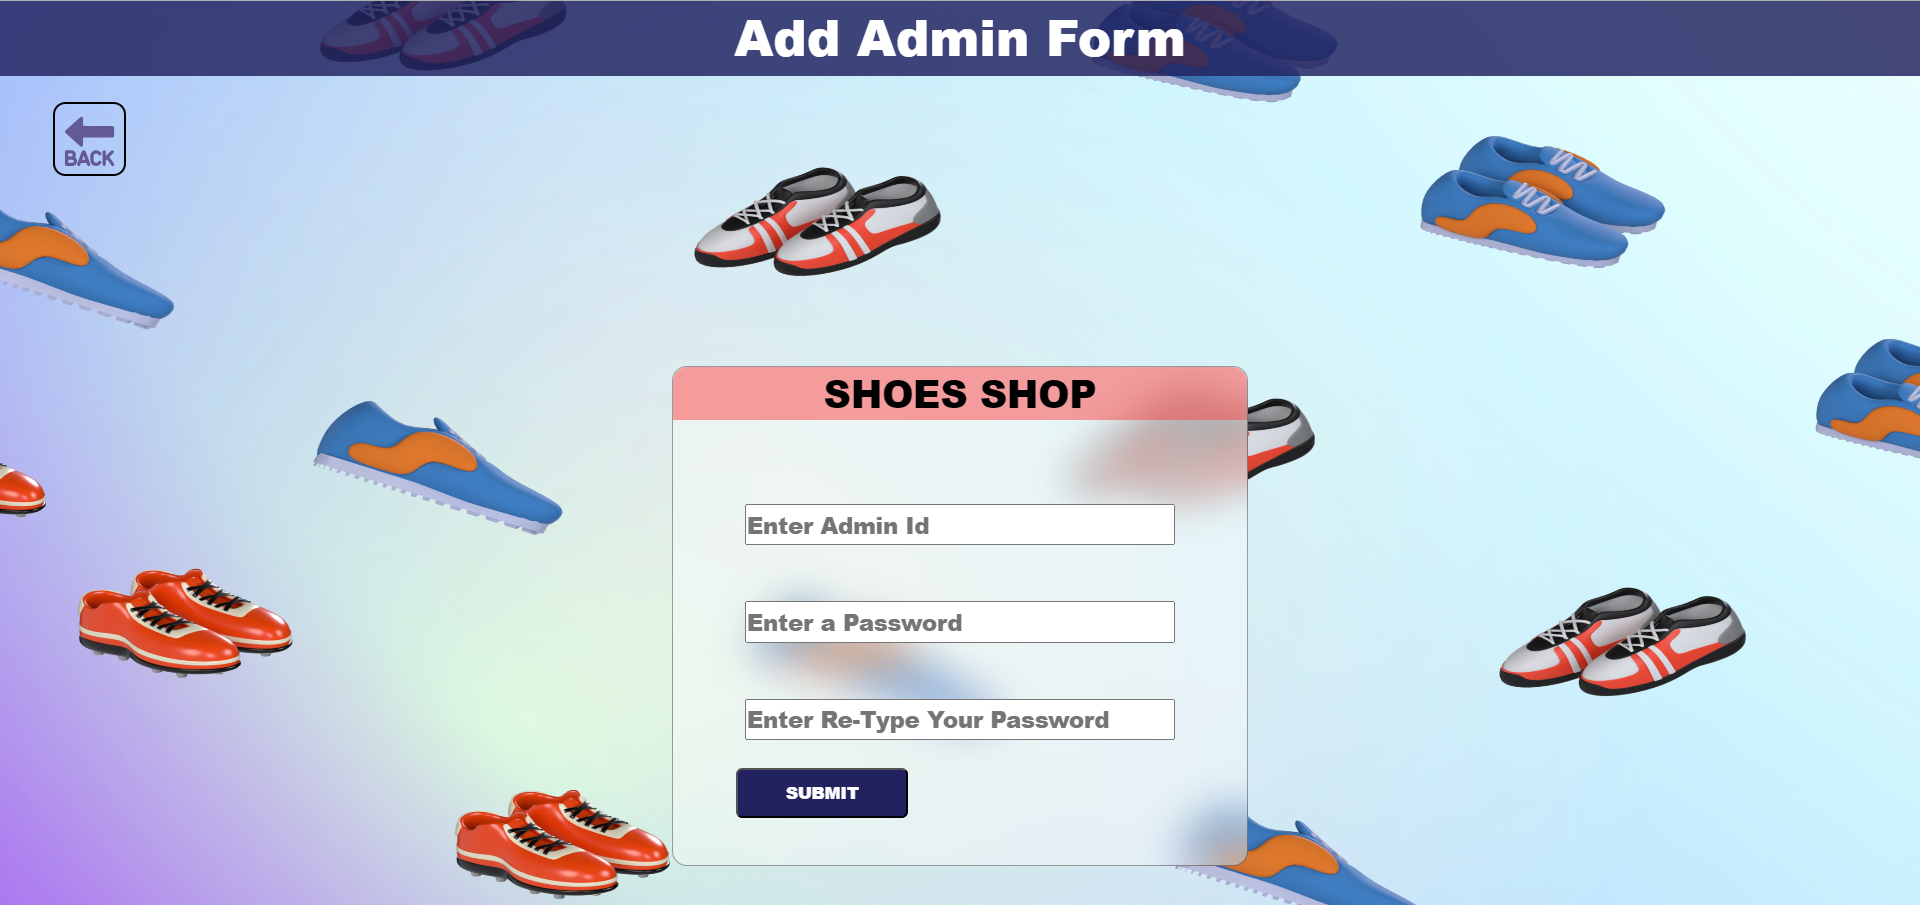 Add Admin Form
BACK
SHOES SHOP
Enter Admin Id
Enter a Password
Enter Re-Type Your Password
SUBMIT